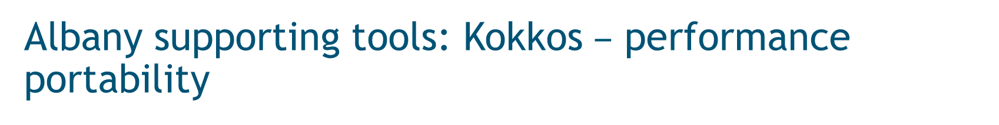 Albany supporting tools: Kokkos – performance
portability